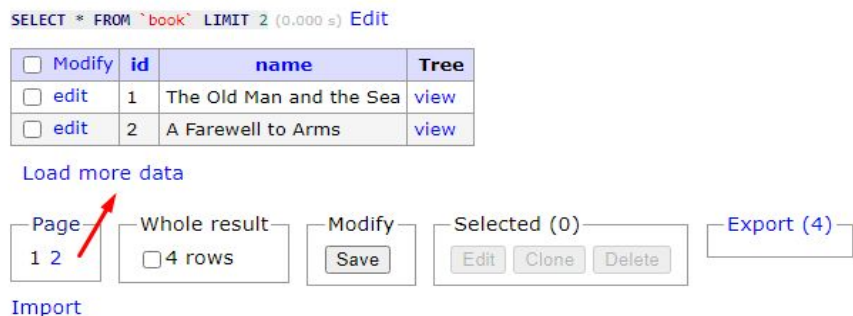 SELECT * FROM `book` LIMIT 2 (0.000 s) Edit
Modify id name Tree
edit 1 The Old Man and the Sea view
edit 2 A Farewell to Arms view
Load more data
Page Whole result Modify Selected (0) Export (4)
1 2 4 rows Save Edit Clone Delete
Import